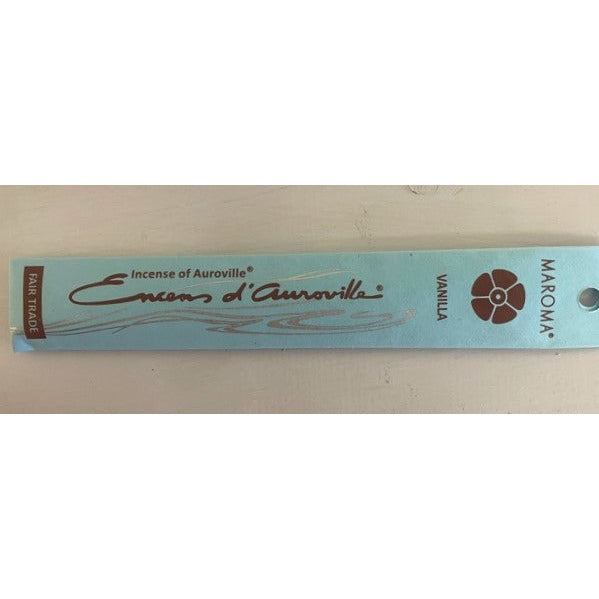 FAIR TRADE
Incense of Auroville®
Encens d'Auroville®
VANILLA
MAROMA®